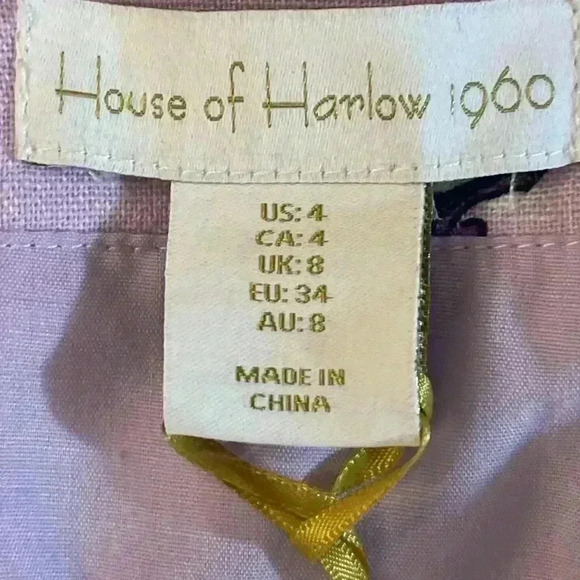 House of Harlow 1960
US: 4
CA: 4
UK: 8
EU: 34
AU: 8
MADE IN
CHINA